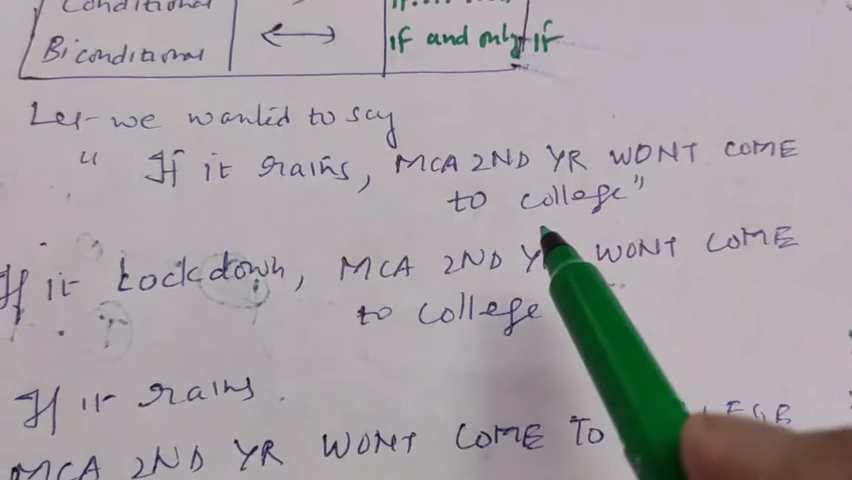 Conditional
if.....
Biconditional ⟷ if and only if
Let we wanted to say
" If it rains, MCA 2ND YR WONT COME
to college"
If it Lockdown, MCA 2ND YR WONT COME
to college
If it rains.
MCA 2ND YR WONT COME TO